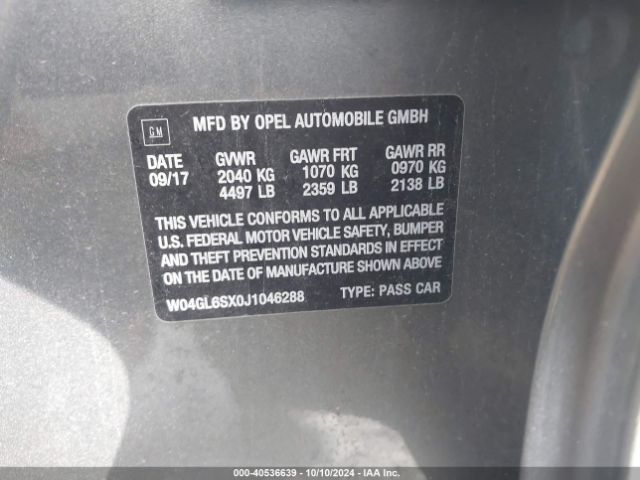 GM
MFD BY OPEL AUTOMOBILE GMBH
DATE GVWR GAWR FRT GAWR RR
09/17 2040 KG 1070 KG 0970 KG
4497 LB 2359 LB 2138 LB
THIS VEHICLE CONFORMS TO ALL APPLICABLE
U.S. FEDERAL MOTOR VEHICLE SAFETY, BUMPER
AND THEFT PREVENTION STANDARDS IN EFFECT
ON THE DATE OF MANUFACTURE SHOWN ABOVE
W04GL6SX0J1046288 TYPE: PASS CAR
000-40536639 - 10/10/2024 - IAA Inc.